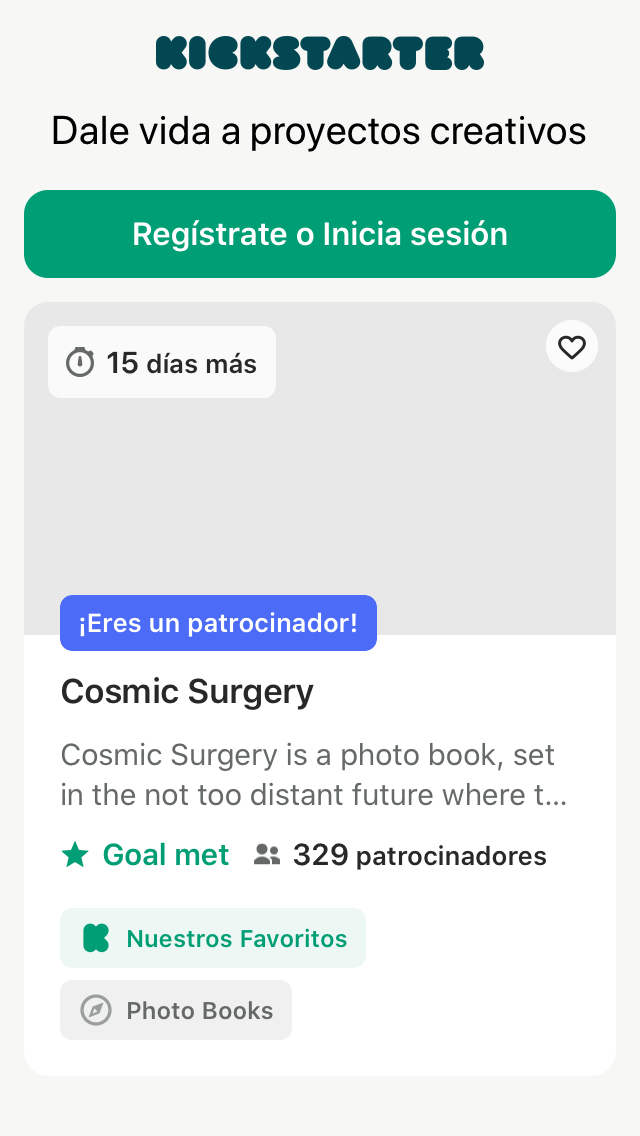 KICKSTARTER
Dale vida a proyectos creativos
Regístrate o Inicia sesión
15 días más
¡Eres un patrocinador!
Cosmic Surgery
Cosmic Surgery is a photo book, set
in the not too distant future where t...
Goal met 329 patrocinadores
Nuestros Favoritos
Photo Books